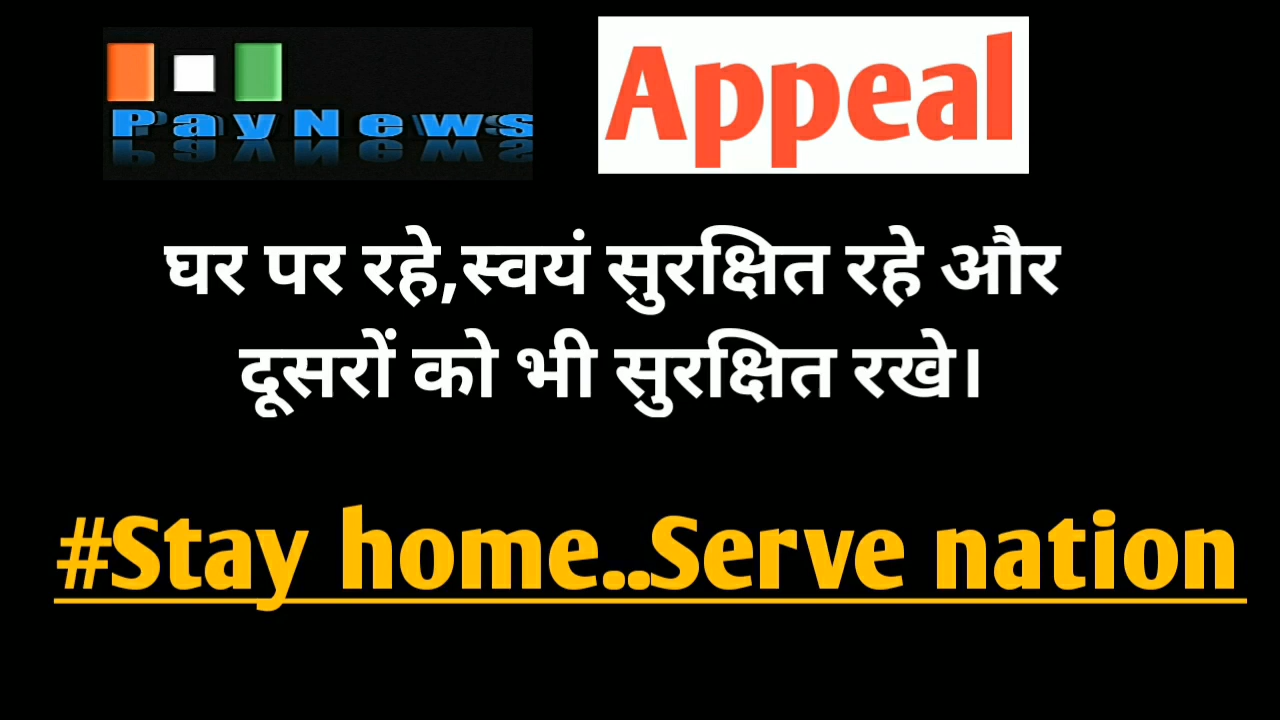 PayNews
Appeal
घर पर रहे,स्वयं सुरक्षित रहे और
दूसरों को भी सुरक्षित रखे।
#Stay home..Serve nation